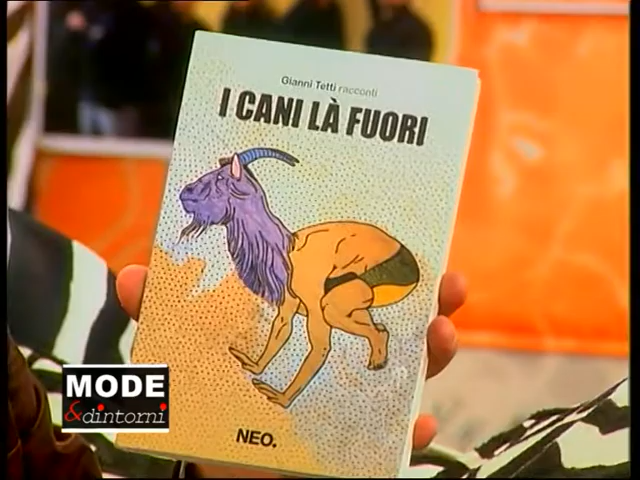 Gianni Tetti racconti
I CANI LÀ FUORI
NEO.
MODE
&dintorni